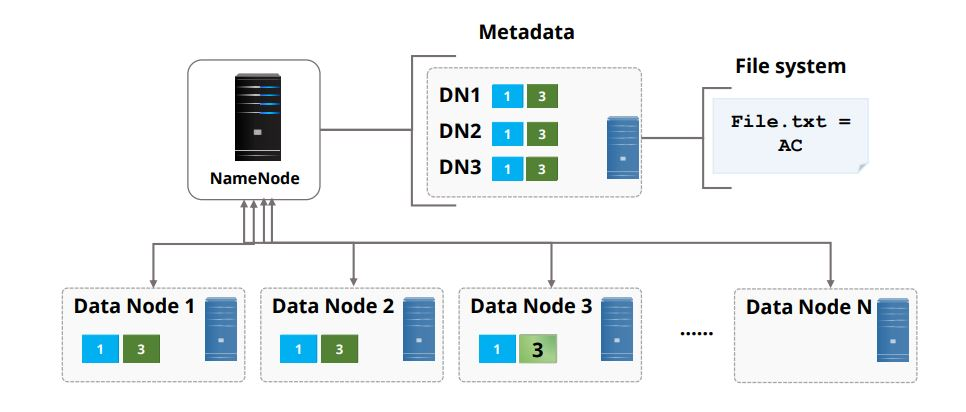 Metadata
File system
NameNode
DN1 1 3
DN2 1 3
DN3 1 3
File.txt =
AC
Data Node 1
1 3
Data Node 2
1 3
Data Node 3
1 3
......
Data Node N